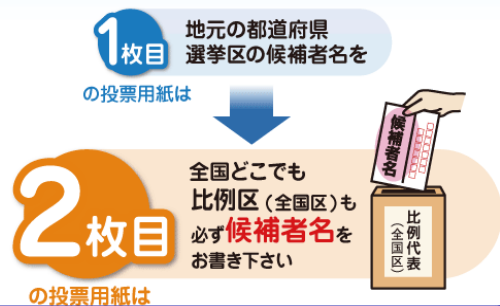 1枚目
の投票用紙は
地元の都道府県
選挙区の候補者名を
2枚目
の投票用紙は
全国どこでも
比例区（全国区）も
必ず候補者名を
お書き下さい
候補者名
比例代表
（全国区）